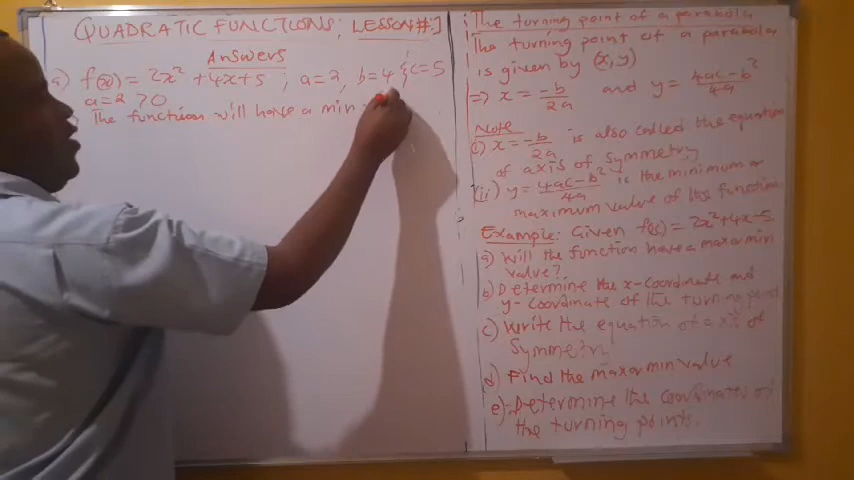 QUADRATIC FUNCTIONS; LESSON#:1
Answers
a) f(x) = 2x² + 4x + 5 ; a = 2, b = 4 & c = 5
a = 2 > 0
The function will have a min
The turning point of a parabola
The turning point of a parabola
is given by (x, y)
=> x = -b/2a and y = 4ac - b²/4a
Note
(i) x = -b/2a is also called the equation
of axis of symmetry
(ii) y = 4ac - b²/4a is the minimum or
maximum value of the function
Example: Given f(x) = 2x² + 4x - 5
a) Will the function have a max or min
value?
b) Determine the x-coordinate and
y-coordinate of the turning point
c) Write the equation of axis of
Symmetry
d) Find the max or min value
e) Determine the coordinates of
the turning points.